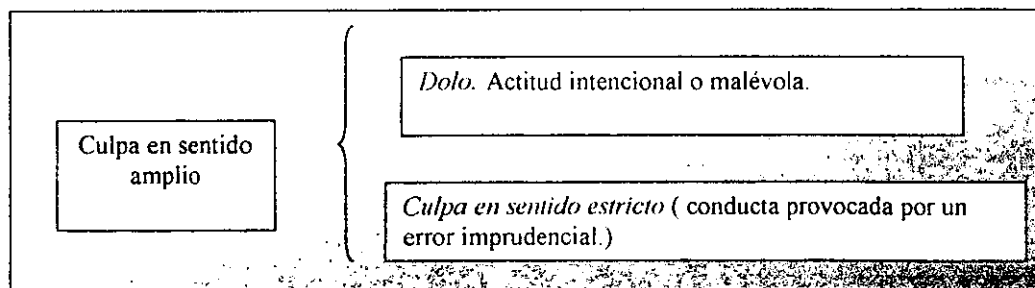 Culpa en sentido
amplio
Dolo. Actitud intencional o malévola.
Culpa en sentido estricto ( conducta provocada por un
error imprudencial.)